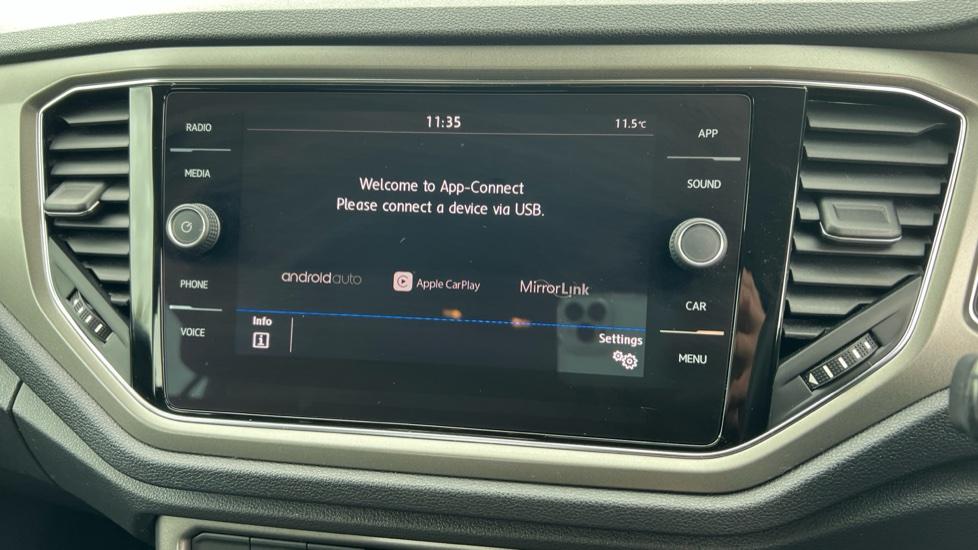 11:35
11.5°C
RADIO
MEDIA
PHONE
VOICE
Welcome to App-Connect
Please connect a device via USB.
androidauto
Apple CarPlay
MirrorLink
Info
i
Settings
APP
SOUND
CAR
MENU